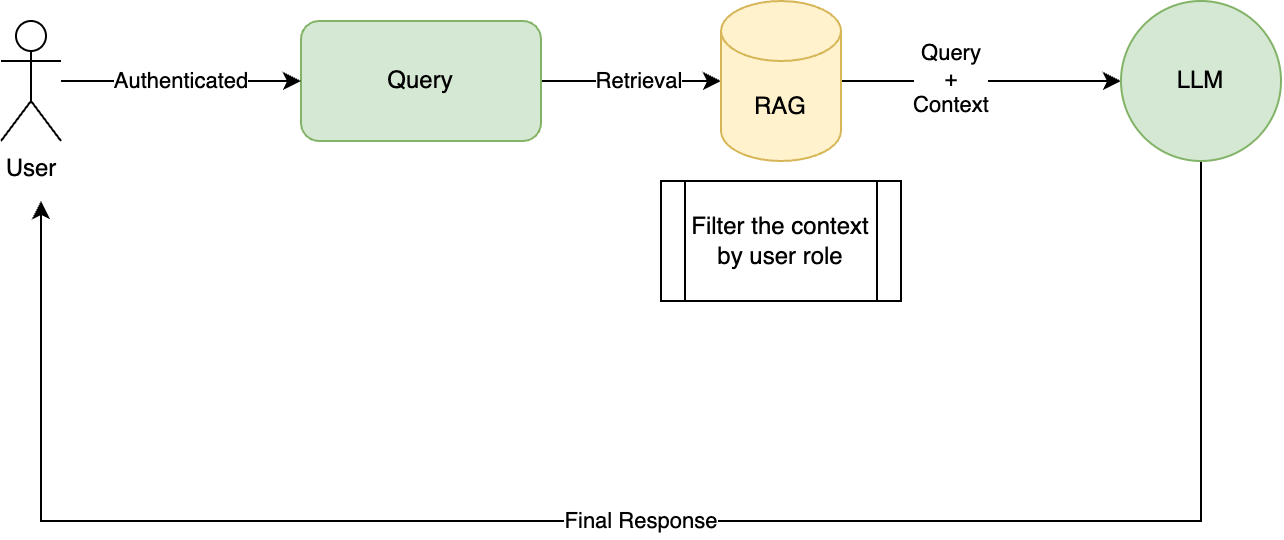 Authenticated
Query
Retrieval
RAG
Query
+
Context
LLM
User
Filter the context
by user role
Final Response